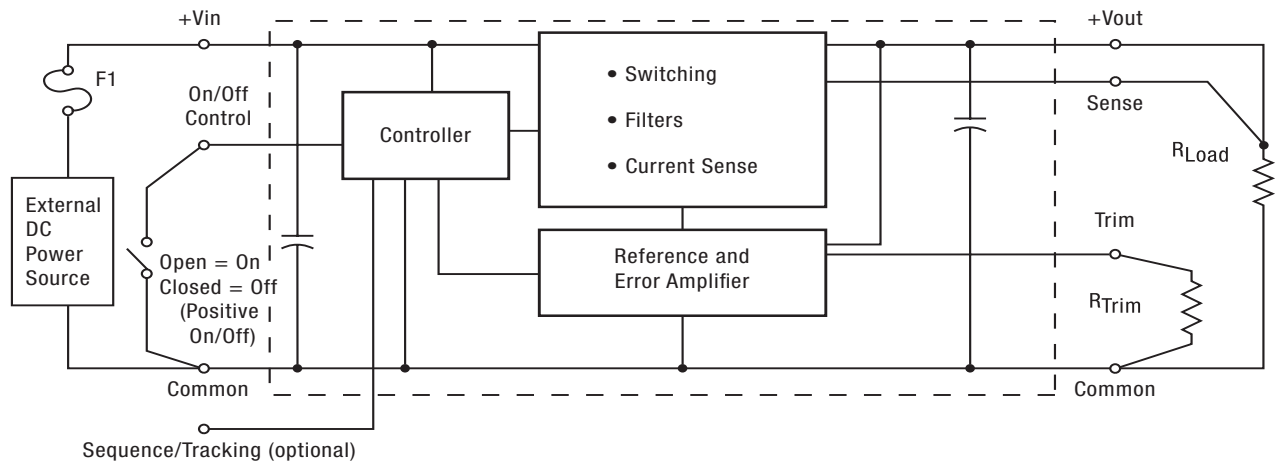 +Vin
+Vout
F1
On/Off
Control
Controller
• Switching
• Filters
• Current Sense
Sense
RLoad
External
DC
Power
Source
Open = On
Closed = Off
(Positive
On/Off)
Reference and
Error Amplifier
Trim
RTrim
Common
Common
Sequence/Tracking (optional)